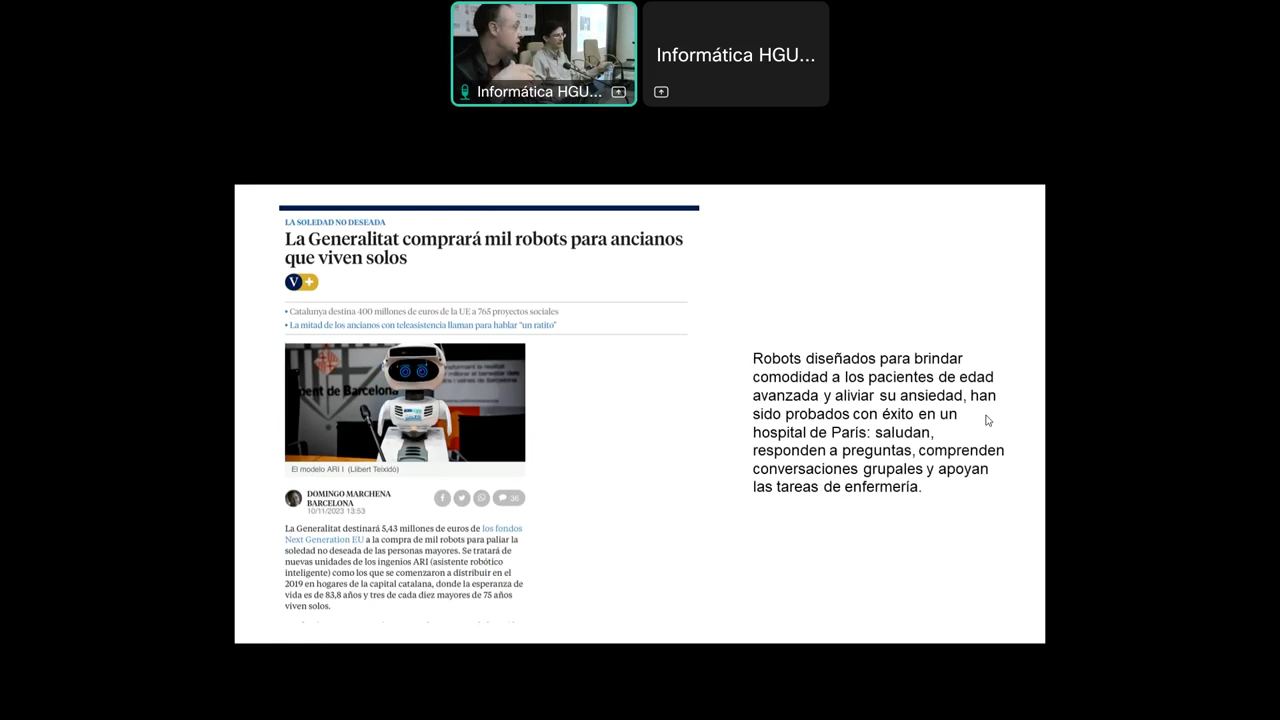 Informática HGU...
Informática HGU...
LA SOLEDAD NO DESEADA
La Generalitat comprará mil robots para ancianos
que viven solos
V +
• Catalunya destina 400 millones de euros de la UE a 765 proyectos sociales
• La mitad de los ancianos con teleasistencia llaman para hablar "un ratito"
ent de Barcelona
El modelo ARI I (Llibert Teixidó)
DOMINGO MARCHENA
BARCELONA
10/11/2023 13:53
36
La Generalitat destinará 5,43 millones de euros de los fondos
Next Generation EU a la compra de mil robots para paliar la
soledad no deseada de las personas mayores. Se tratará de
nuevas unidades de los ingenios ARI (asistente robótico
inteligente) como los que se comenzaron a distribuir en el
2019 en hogares de la capital catalana, donde la esperanza de
vida es de 83,8 años y tres de cada diez mayores de 75 años
viven solos.
Robots diseñados para brindar
comodidad a los pacientes de edad
avanzada y aliviar su ansiedad, han
sido probados con éxito en un
hospital de París: saludan,
responden a preguntas, comprenden
conversaciones grupales y apoyan
las tareas de enfermería.